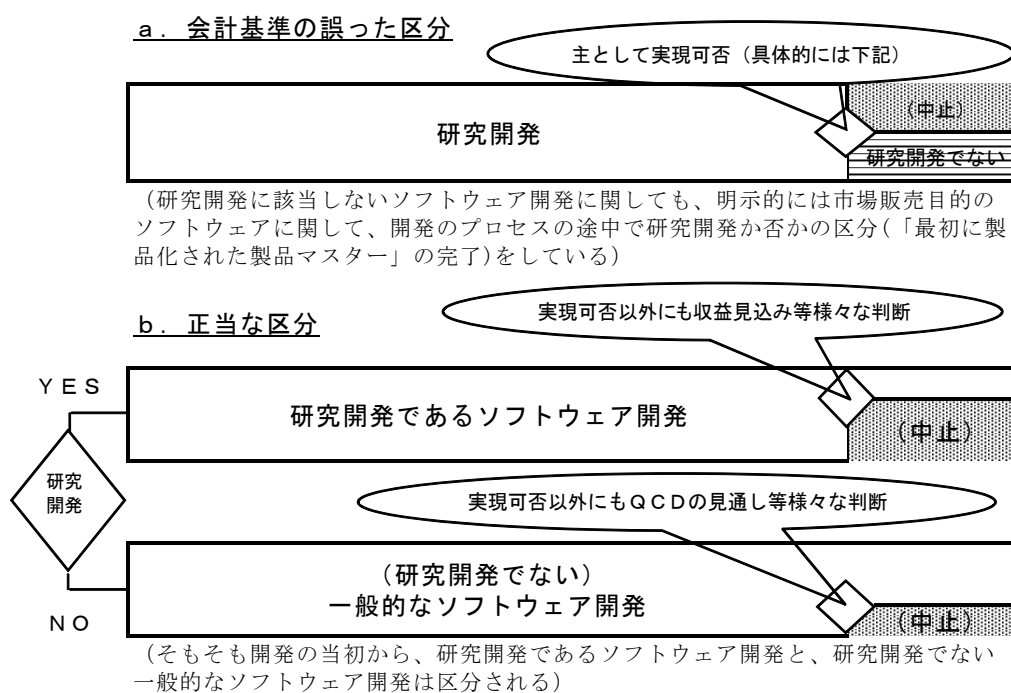 a．会計基準の誤った区分
主として実現可否（具体的には下記）
研究開発
（中止）
研究開発でない
（研究開発に該当しないソフトウェア開発に関しても、明示的には市場販売目的の
ソフトウェアに関して、開発のプロセスの途中で研究開発か否かの区分(「最初に製
品化された製品マスター」の完了)をしている）
b．正当な区分
実現可否以外にも収益見込み等様々な判断
ＹＥＳ
研究開発であるソフトウェア開発
（中止）
研究
開発
実現可否以外にもＱＣＤの見通し等様々な判断
（研究開発でない）
一般的なソフトウェア開発
（中止）
ＮＯ
（そもそも開発の当初から、研究開発であるソフトウェア開発と、研究開発でない
一般的なソフトウェア開発は区分される）